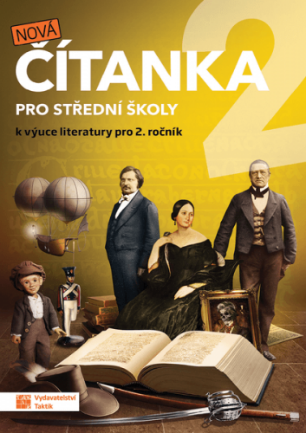 NOVÁ
ČÍTANKA
PRO STŘEDNÍ ŠKOLY
k výuce literatury pro 2. ročník
2
Vydavatelství
Taktik